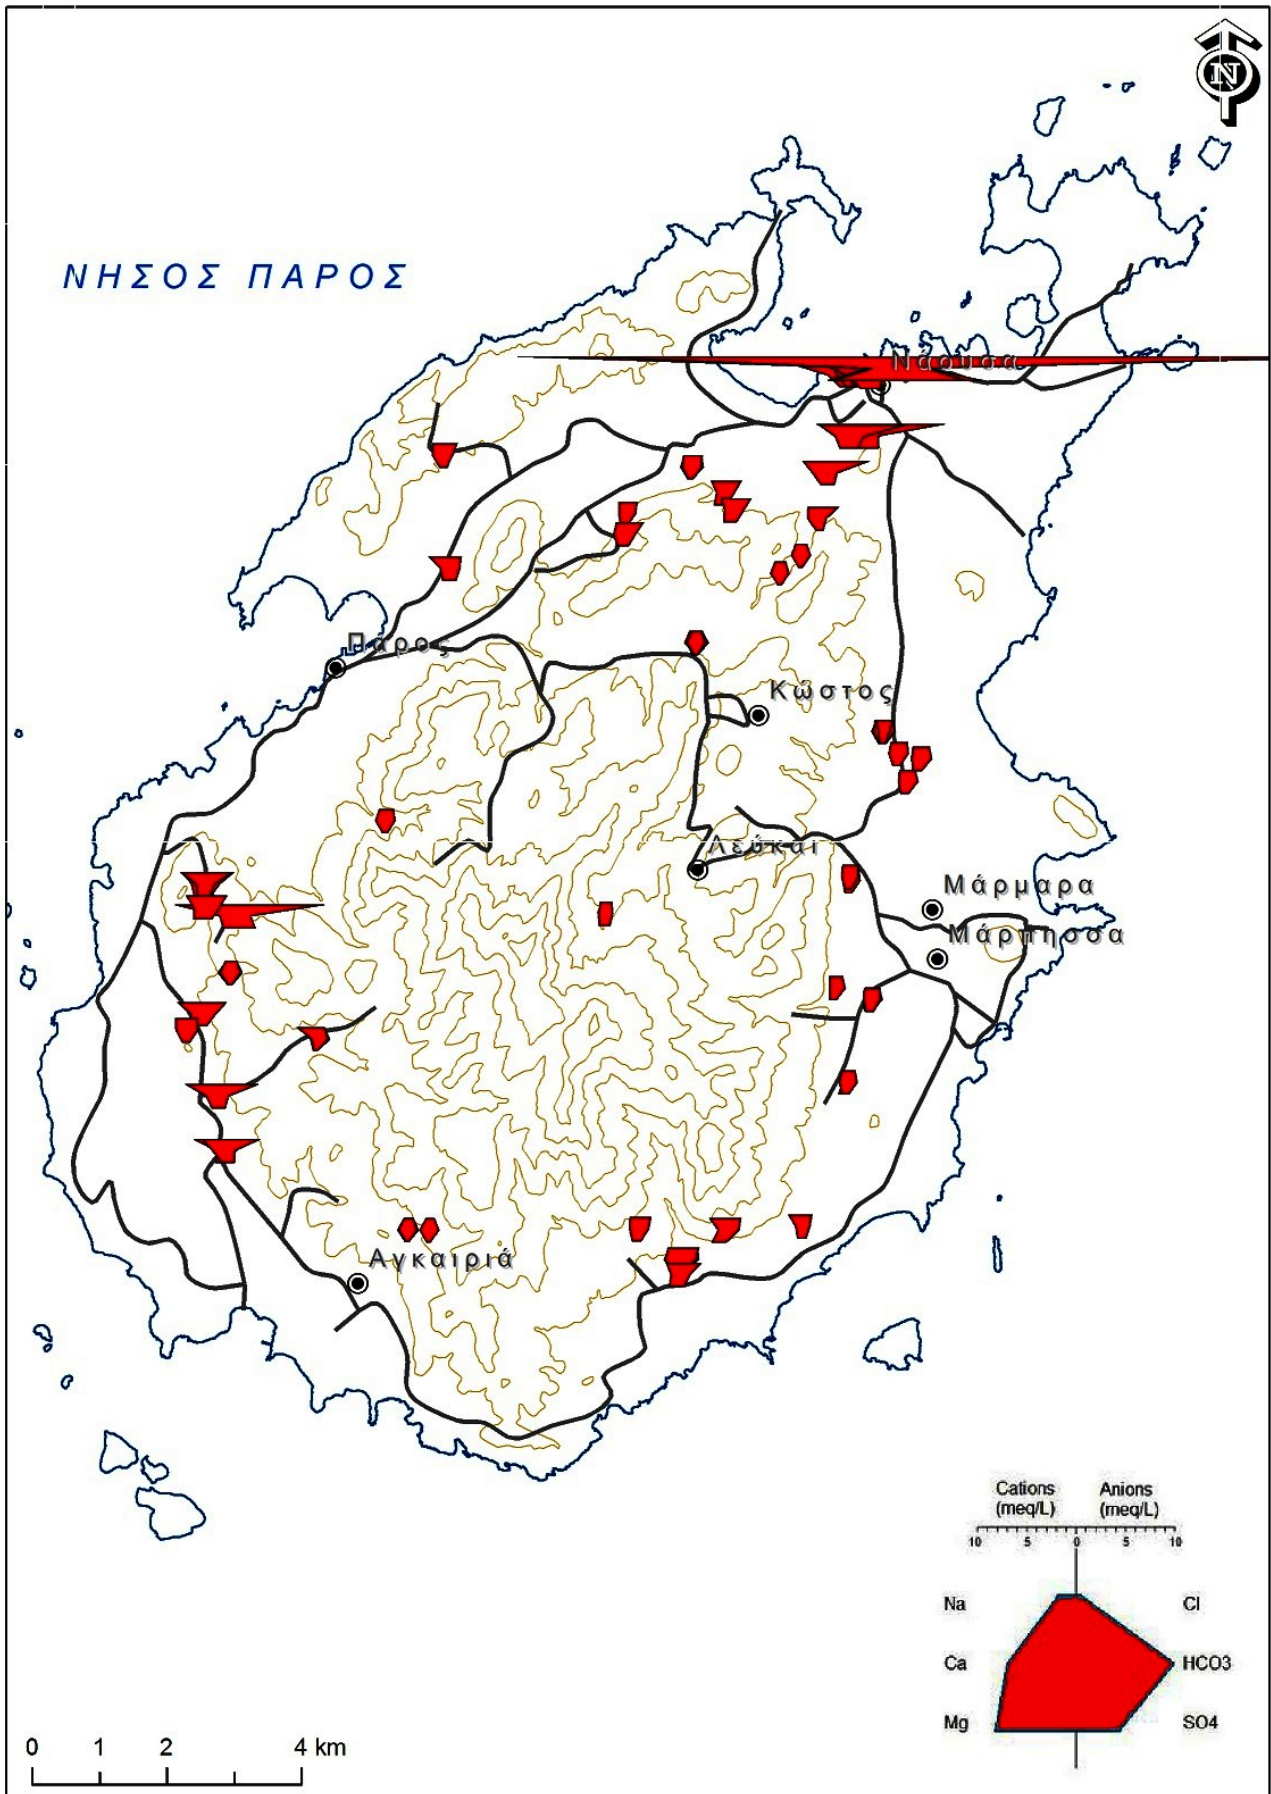 N
ΝΗΣΟΣ ΠΑΡΟΣ
Νάουσα
Πάρος
Κώστος
Λεύκαι
Μάρμαρα
Μάρπησσα
Αγκαιριά
Cations Anions
(meq/L) (meq/L)
10 5 0 5 10
Na Cl
Ca HCO3
Mg SO4
0 1 2 4 km